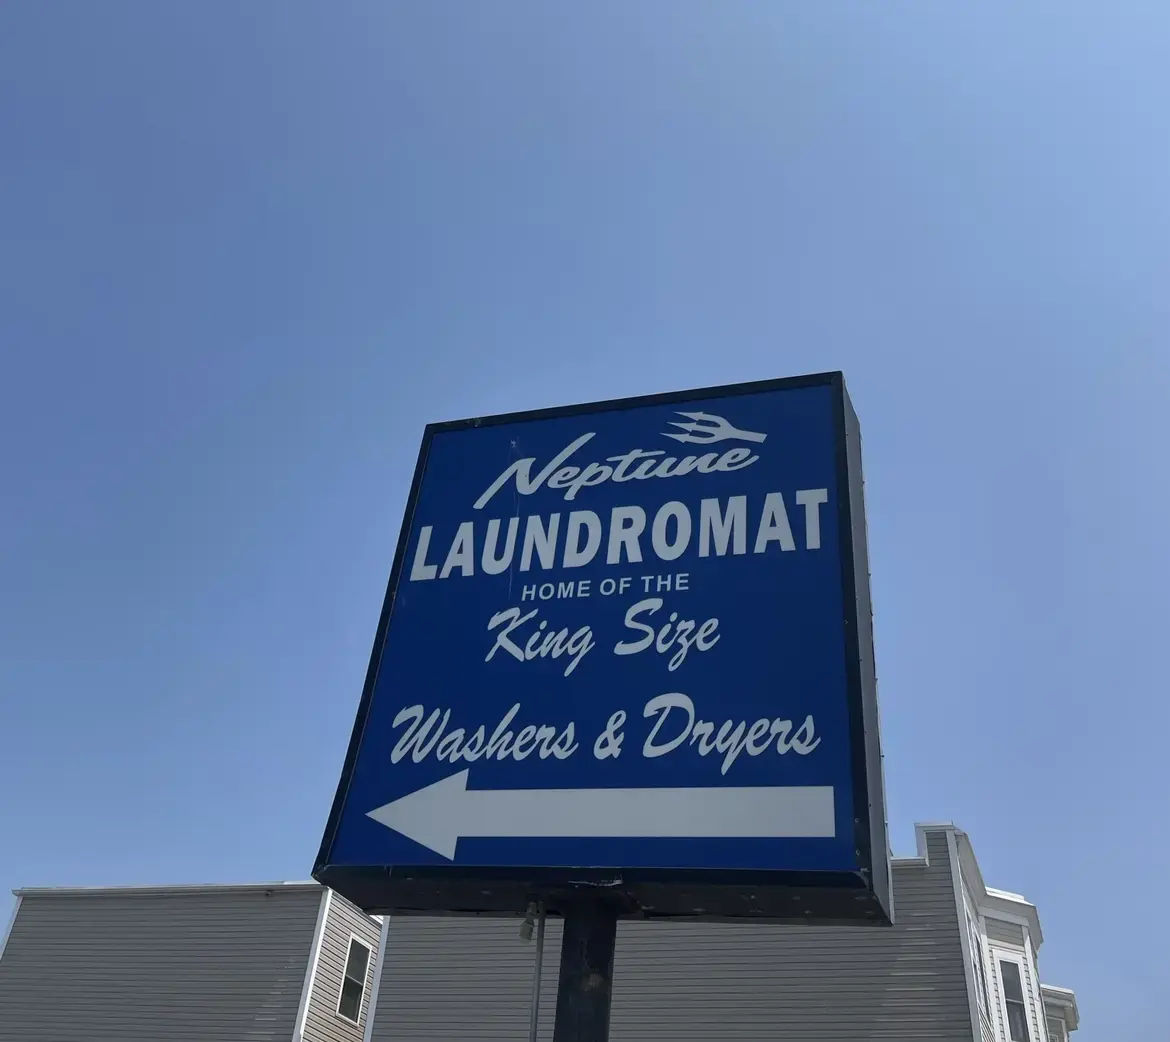 Neptune
LAUNDROMAT
HOME OF THE
King Size
Washers & Dryers